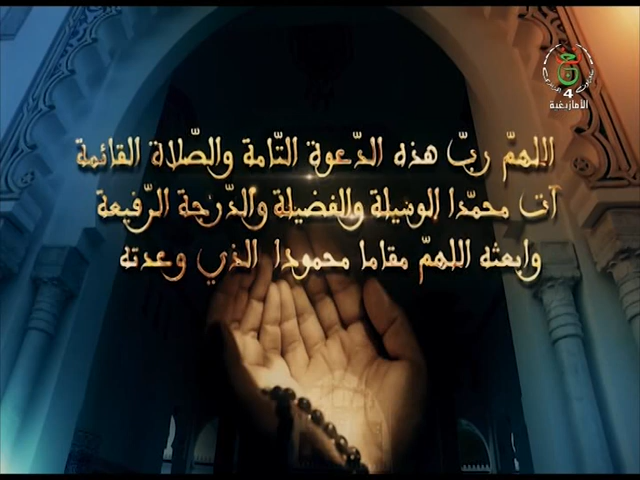 4
الأمازيغية
اللهمّ ربّ هذه الدّعوة التّامة والصّلاة القائمة
آت محمّدا الوسيلة والفضيلة والدّرجة الرّفيعة
وابعثه اللهمّ مقاما محمودا الذي وعدته